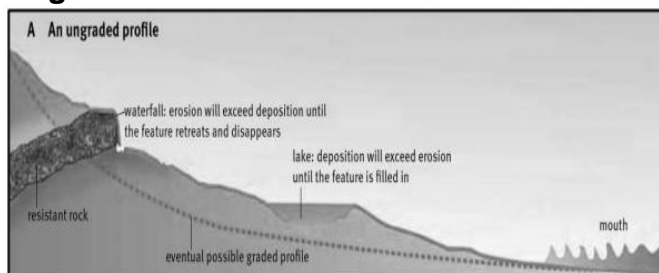 A An ungraded profile
waterfall: erosion will exceed deposition until
the feature retreats and disappears
lake: deposition will exceed erosion
until the feature is filled in
resistant rock
mouth
eventual possible graded profile